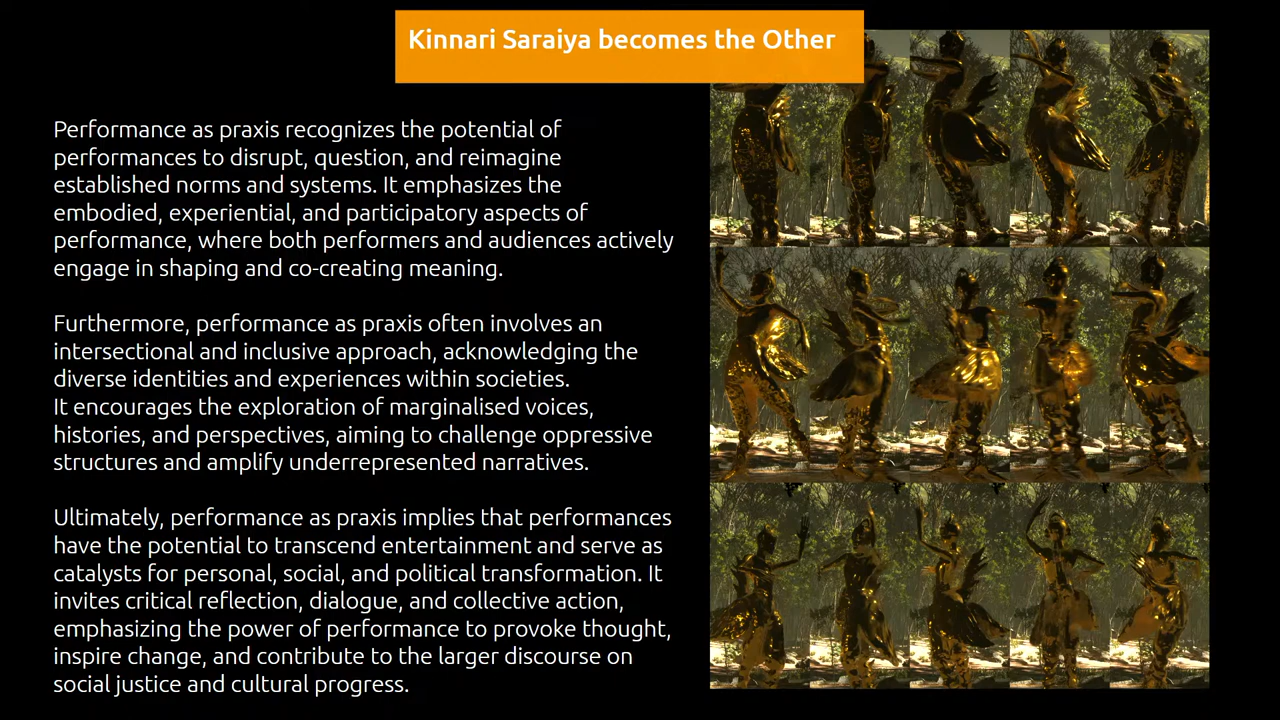 Kinnari Saraiya becomes the Other
Performance as praxis recognizes the potential of
performances to disrupt, question, and reimagine
established norms and systems. It emphasizes the
embodied, experiential, and participatory aspects of
performance, where both performers and audiences actively
engage in shaping and co-creating meaning.
Furthermore, performance as praxis often involves an
intersectional and inclusive approach, acknowledging the
diverse identities and experiences within societies.
It encourages the exploration of marginalised voices,
histories, and perspectives, aiming to challenge oppressive
structures and amplify underrepresented narratives.
Ultimately, performance as praxis implies that performances
have the potential to transcend entertainment and serve as
catalysts for personal, social, and political transformation. It
invites critical reflection, dialogue, and collective action,
emphasizing the power of performance to provoke thought,
inspire change, and contribute to the larger discourse on
social justice and cultural progress.